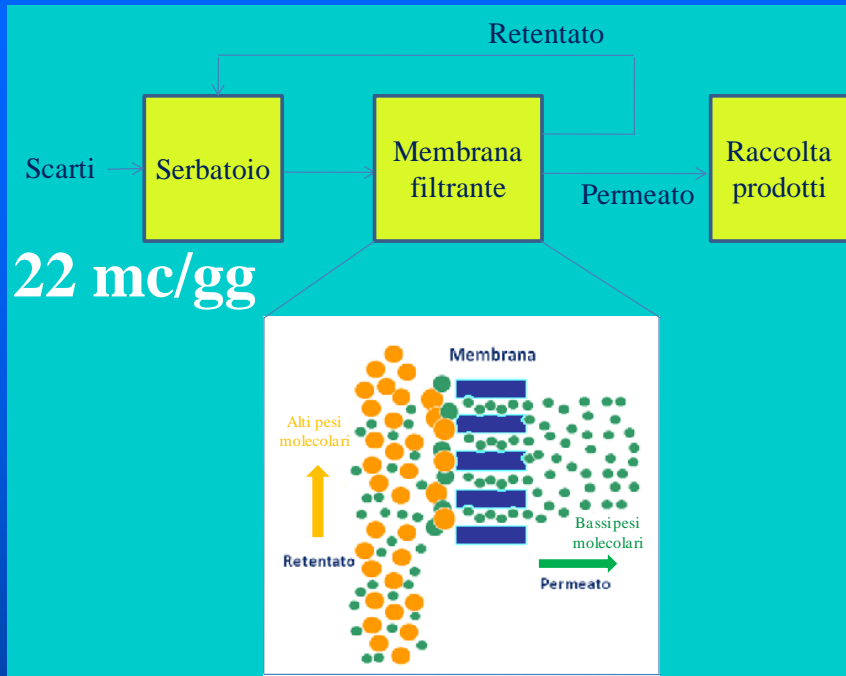 Retentato
Scarti
Serbatoio
Membrana
filtrante
Permeato
Raccolta
prodotti
22 mc/gg
Membrana
Alti pesi
molecolari
Retentato
Bassi pesi
molecolari
Permeato